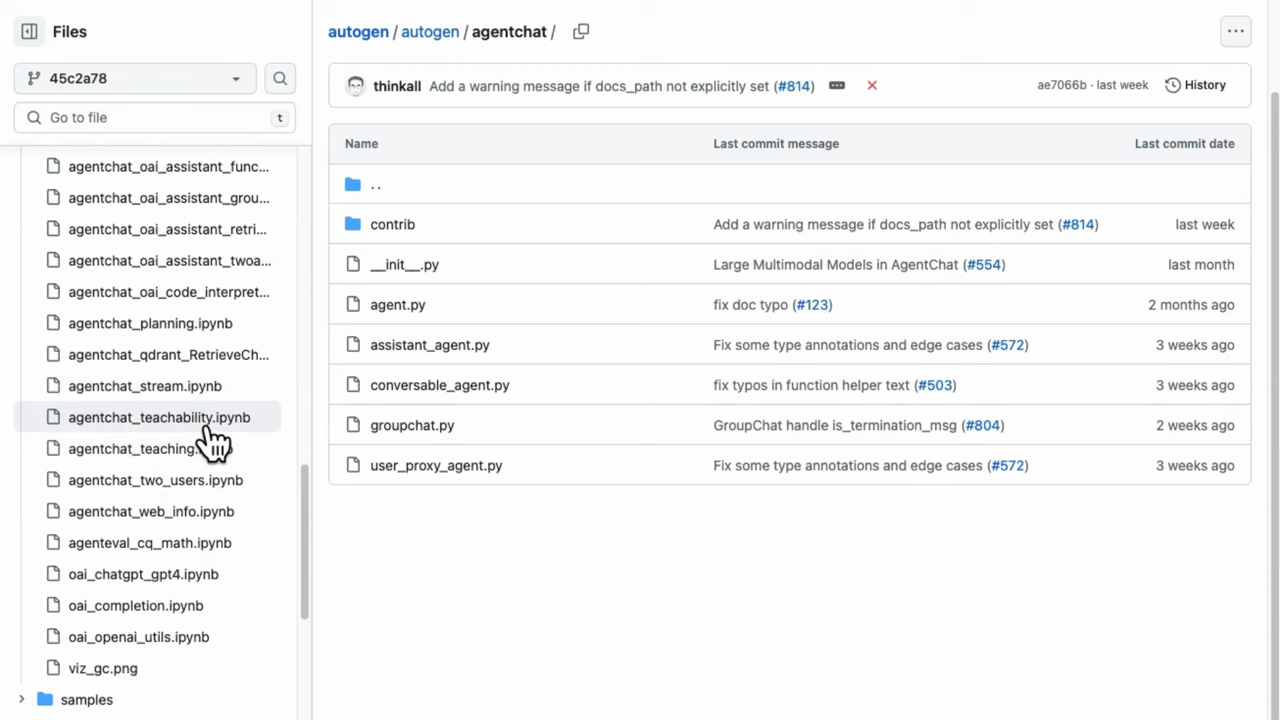 Files
45c2a78
Go to file
t
agentchat_oai_assistant_func...
agentchat_oai_assistant_grou...
agentchat_oai_assistant_retri...
agentchat_oai_assistant_twoa...
agentchat_oai_code_interpret...
agentchat_planning.ipynb
agentchat_qdrant_RetrieveCh...
agentchat_stream.ipynb
agentchat_teachability.ipynb
agentchat_teaching.
agentchat_two_users.ipynb
agentchat_web_info.ipynb
agenteval_cq_math.ipynb
oai_chatgpt_gpt4.ipynb
oai_completion.ipynb
oai_openai_utils.ipynb
viz_gc.png
samples
autogen / autogen / agentchat /
thinkall Add a warning message if docs_path not explicitly set (#814) ae7066b · last week History
Name Last commit message Last commit date
..
contrib Add a warning message if docs_path not explicitly set (#814) last week
__init__.py Large Multimodal Models in AgentChat (#554) last month
agent.py fix doc typo (#123) 2 months ago
assistant_agent.py Fix some type annotations and edge cases (#572) 3 weeks ago
conversable_agent.py fix typos in function helper text (#503) 3 weeks ago
groupchat.py GroupChat handle is_termination_msg (#804) 2 weeks ago
user_proxy_agent.py Fix some type annotations and edge cases (#572) 3 weeks ago